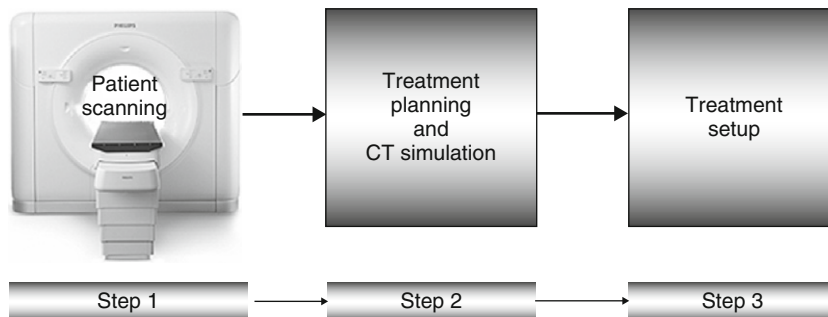 PHILIPS
Patient
scanning
Treatment
planning
and
CT simulation
Treatment
setup
Step 1
Step 2
Step 3